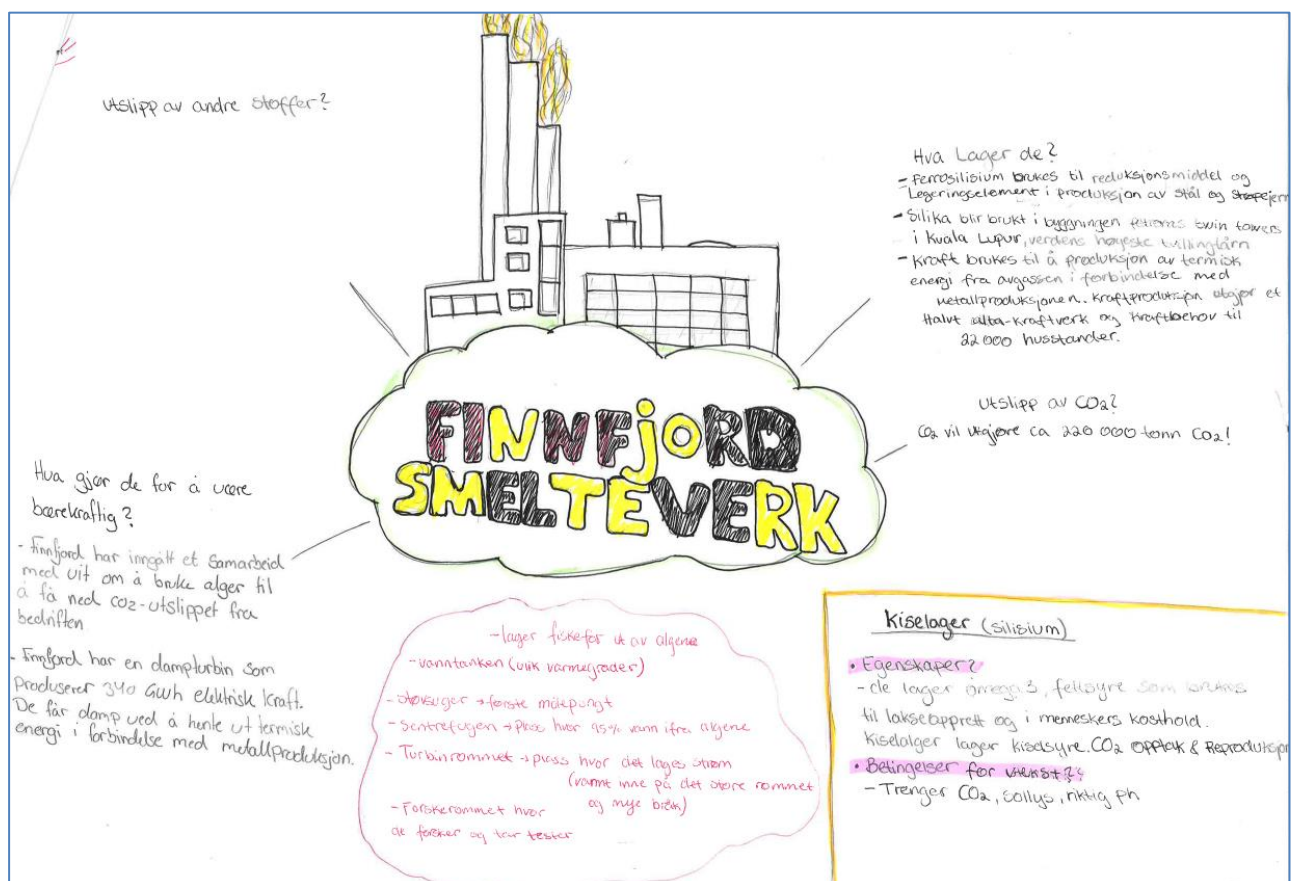 Utslipp av andre stoffer?
Hva Lager de?
- Ferrosilisium brukes til reduksjonsmiddel og
Legeringselement i produksjon av stål og støpejern
- Silika blir brukt i byggningen petronas twin towers
i Kuala Lupur, verdens høyeste tvillingtårn
- Kraft brukes til å produksjon av termisk
energi fra avgassen i forbindelse med
Metallproduksjonen. Kraftproduksjon utgjør et
Halvt alta-kraftverk og kraftbehov til
22 000 husstander.
Utslipp av CO2?
CO2 vil utgjøre ca 220 000 tonn CO2!
FINNFjORD
SMELTEVERK
Hva gjør de for å være
bærekraftig?
- Finnfjord har inngått et Samarbeid
med Uit om å bruke alger til
å få ned CO2-utslippet fra
bedriften
- Finnfjord har en dampturbin som
Produserer 340 Gwh elektrisk kraft.
De får damp ved å hente ut termisk
energi i forbindelse med metallproduksjon.
- lager fiskefor ut av algene
- vanntanken (ulik varmegrader)
- støvsuger → første målpungt
- Sentrefugen → plass hvor 95% vann ifra algene
- Turbinrommet → plass hvor det lages strøm
(varmt inne på det store rommet
og mye bråk)
- Forskerommet hvor
de forsker og tar tester
Kiselager (silisium)
• Egenskaper?
- de lager omega 3, fettsyre som brukes
til lakseopprett og i menneskers kosthold.
Kiselalger lager kiselsyre. CO2 opptak & Reproduksjon
• Betingelser for vekst?
- Trenger CO2, sollys, riktig ph